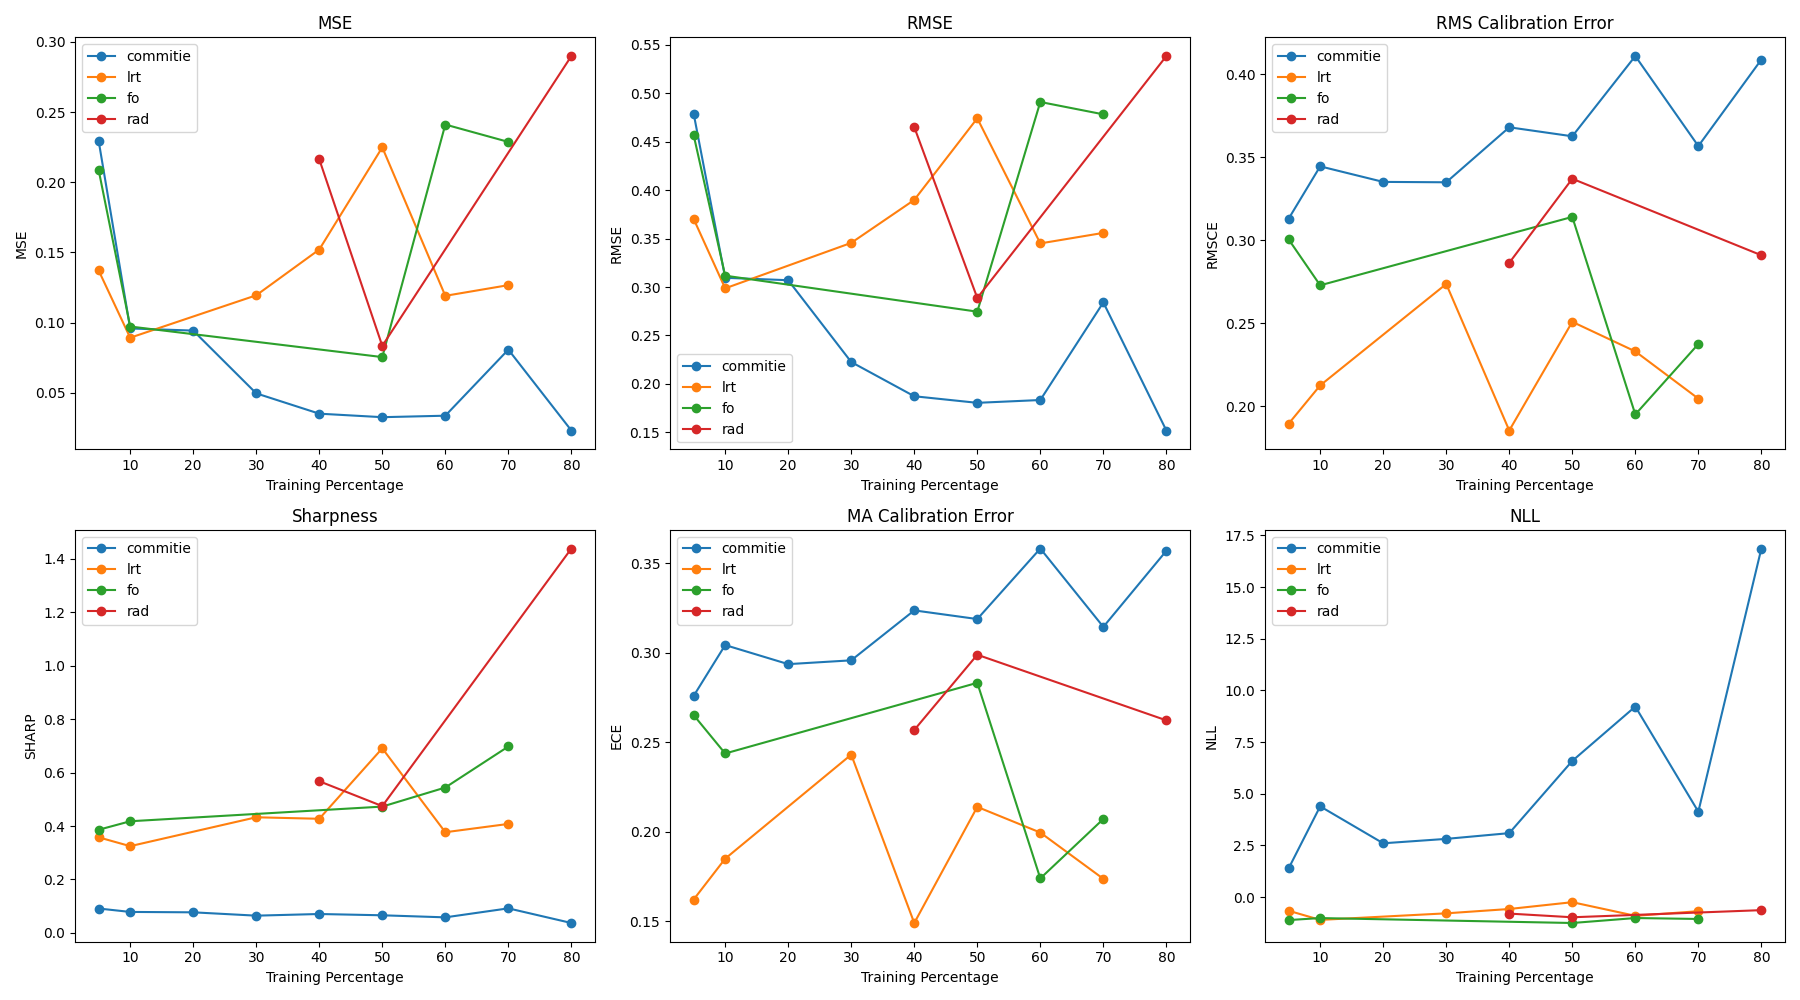 MSE
0.30
0.25
0.20
0.15
0.10
0.05
MSE
commitie
lrt
fo
rad
10 20 30 40 50 60 70 80
Training Percentage
RMSE
0.55
0.50
0.45
0.40
0.35
0.30
0.25
0.20
0.15
RMSE
commitie
lrt
fo
rad
10 20 30 40 50 60 70 80
Training Percentage
RMS Calibration Error
0.40
0.35
0.30
0.25
0.20
RMSCE
commitie
lrt
fo
rad
10 20 30 40 50 60 70 80
Training Percentage
Sharpness
1.4
1.2
1.0
0.8
0.6
0.4
0.2
0.0
SHARP
commitie
lrt
fo
rad
10 20 30 40 50 60 70 80
Training Percentage
MA Calibration Error
0.35
0.30
0.25
0.20
0.15
ECE
commitie
lrt
fo
rad
10 20 30 40 50 60 70 80
Training Percentage
NLL
17.5
15.0
12.5
10.0
7.5
5.0
2.5
0.0
NLL
commitie
lrt
fo
rad
10 20 30 40 50 60 70 80
Training Percentage